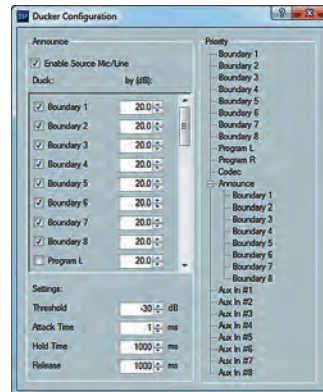 Ducker Configuration
Announce
Enable Source Mic/Line
Duck: by (dB):
Boundary 1 20.0
Boundary 2 20.0
Boundary 3 20.0
Boundary 4 20.0
Boundary 5 20.0
Boundary 6 20.0
Boundary 7 20.0
Boundary 8 20.0
Program L 20.0
Settings:
Threshold -30 dB
Attack Time 1 ms
Hold Time 1000 ms
Release 1000 ms
Priority
Boundary 1
Boundary 2
Boundary 3
Boundary 4
Boundary 5
Boundary 6
Boundary 7
Boundary 8
Program L
Program R
Codec
Announce
Boundary 1
Boundary 2
Boundary 3
Boundary 4
Boundary 5
Boundary 6
Boundary 7
Boundary 8
Aux In #1
Aux In #2
Aux In #3
Aux In #4
Aux In #5
Aux In #6
Aux In #7
Aux In #8